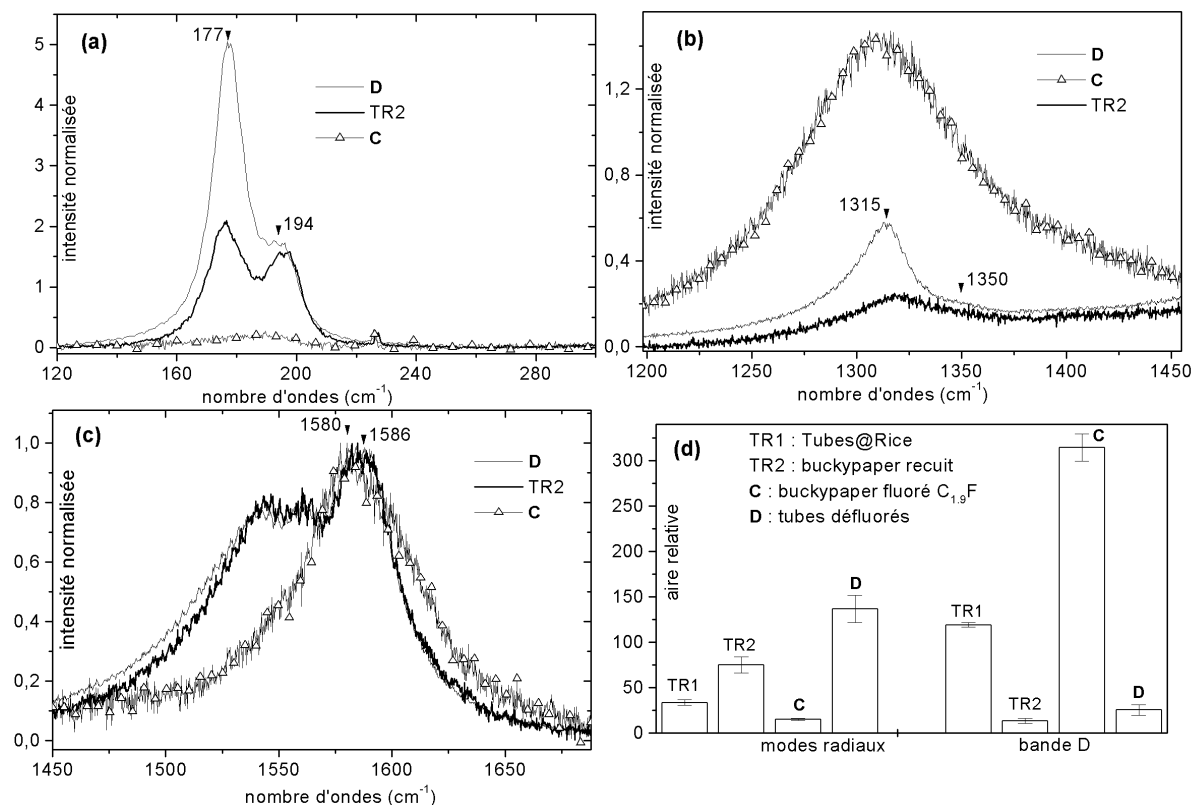 (a)
177
194
D
TR2
C
intensité normalisée
5
4
3
2
1
0
120 160 200 240 280
nombre d'ondes (cm-1)
(b)
D
C
TR2
1315
1350
intensité normalisée
1,2
0,8
0,4
0,0
1200 1250 1300 1350 1400 1450
nombre d'ondes (cm-1)
(c)
1580
1586
D
TR2
C
intensité normalisée
1,0
0,8
0,6
0,4
0,2
0,0
1450 1500 1550 1600 1650
nombre d'ondes (cm-1)
(d)
TR1 : Tubes@Rice
TR2 : buckypaper recuit
C : buckypaper fluoré C1.9F
D : tubes défluorés
aire relative
300
250
200
150
100
50
0
TR1
TR2
C
D
TR1
TR2
C
D
modes radiaux
bande D